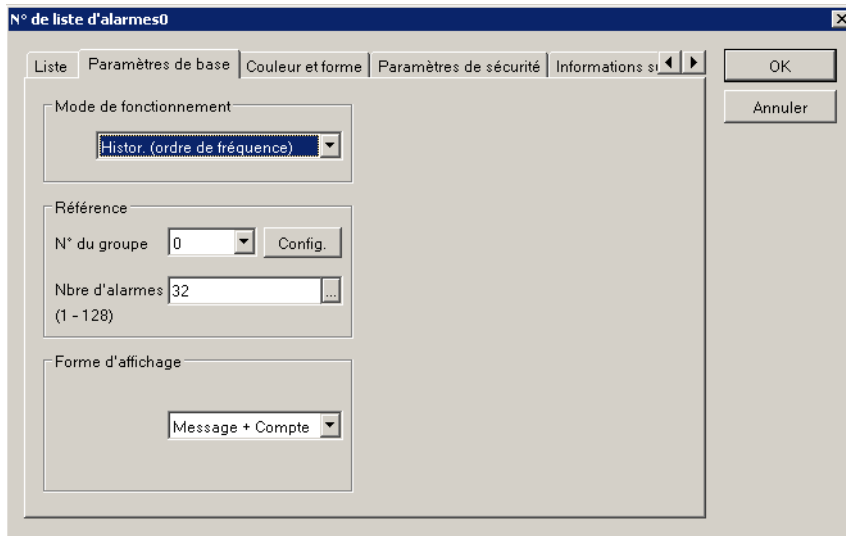 N° de liste d'alarmes0
Liste Paramètres de base Couleur et forme Paramètres de sécurité Informations
OK
Annuler
Mode de fonctionnement
Histor. (ordre de fréquence)
Référence
N° du groupe 0 Config.
Nbre d'alarmes 32 ...
(1 - 128)
Forme d'affichage
Message + Compte